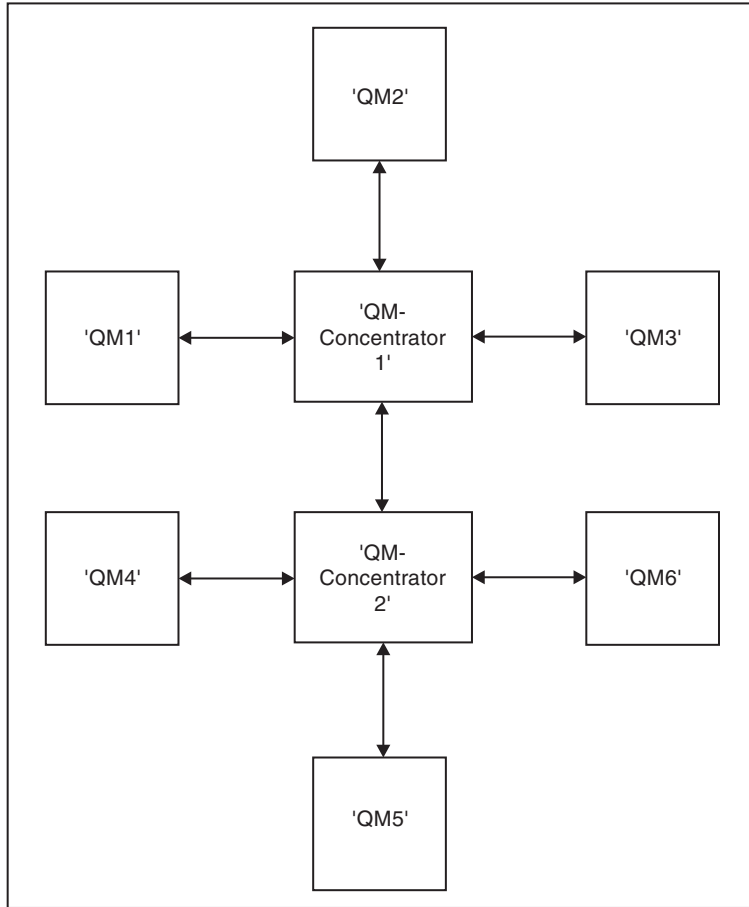 'QM2'
'QM1'
'QM-
Concentrator
1'
'QM3'
'QM4'
'QM-
Concentrator
2'
'QM6'
'QM5'